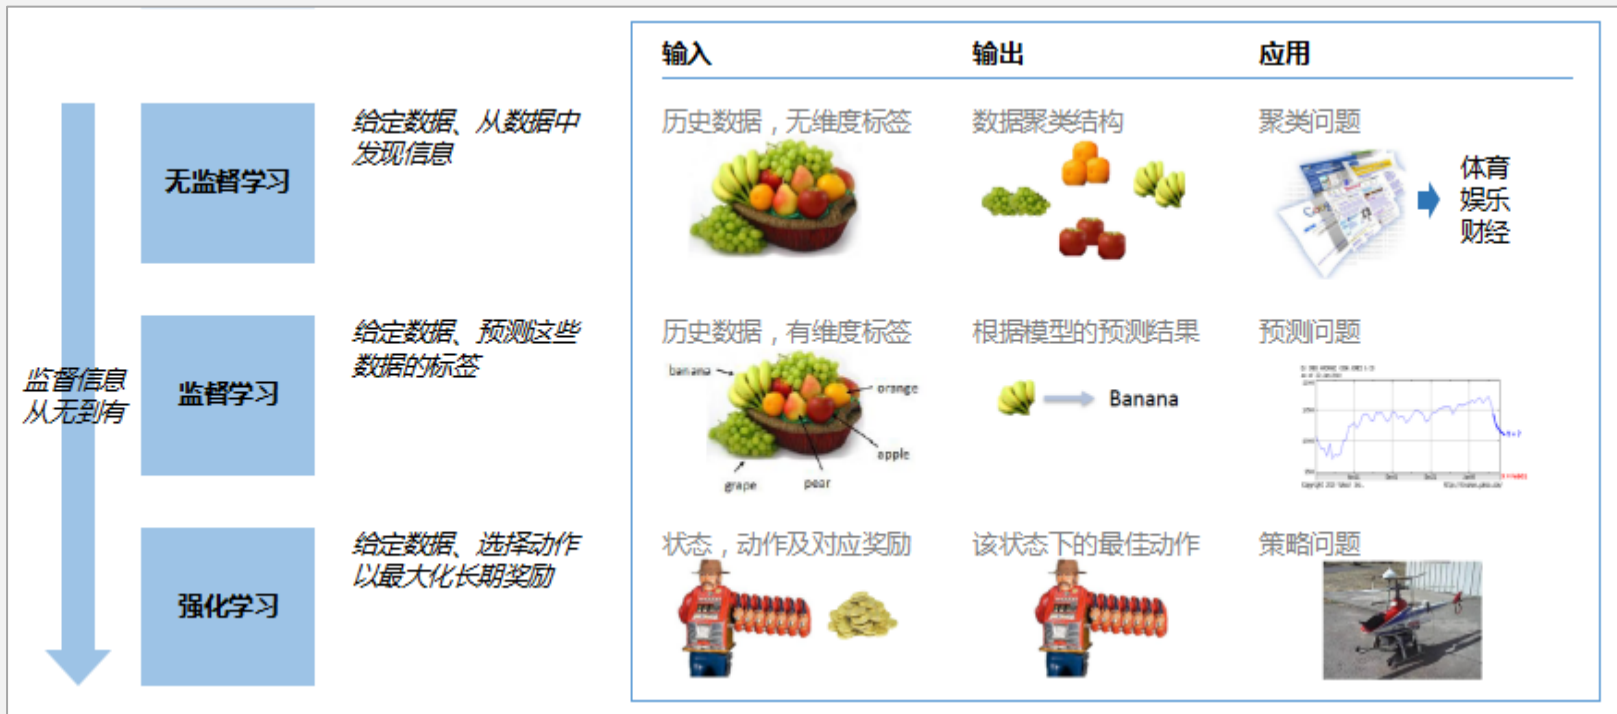 输入 输出 应用
无监督学习
给定数据、从数据中
发现信息
历史数据，无维度标签
数据聚类结构
聚类问题
体育
娱乐
财经
监督信息
从无到有
监督学习
给定数据、预测这些
数据的标签
历史数据，有维度标签
banana
orange
apple
pear
grape
根据模型的预测结果
Banana
预测问题
强化学习
给定数据、选择动作
以最大化长期奖励
状态，动作及对应奖励
该状态下的最佳动作
策略问题